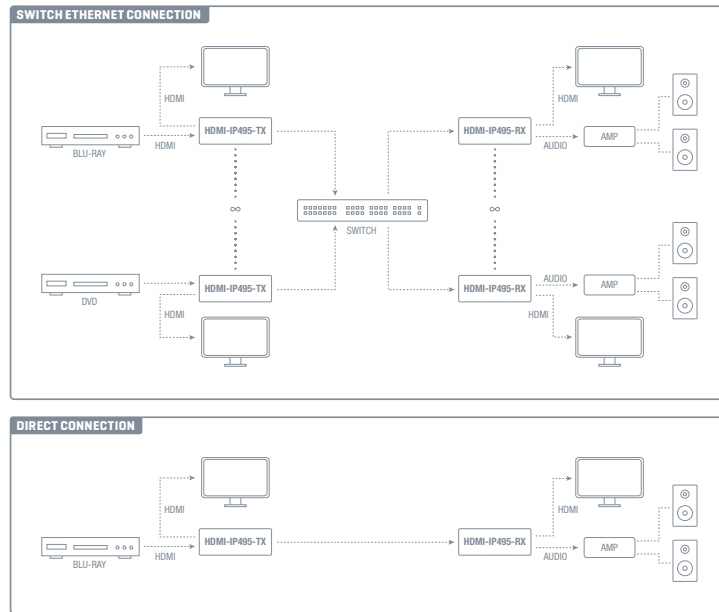 SWITCH ETHERNET CONNECTION
HDMI
HDMI
HDMI-IP495-TX
HDMI-IP495-RX
AMP
BLU-RAY
HDMI
AUDIO
∞
∞
SWITCH
HDMI-IP495-TX
HDMI-IP495-RX
AUDIO
AMP
DVD
HDMI
HDMI
DIRECT CONNECTION
HDMI
HDMI
HDMI-IP495-TX
HDMI-IP495-RX
AMP
BLU-RAY
HDMI
AUDIO